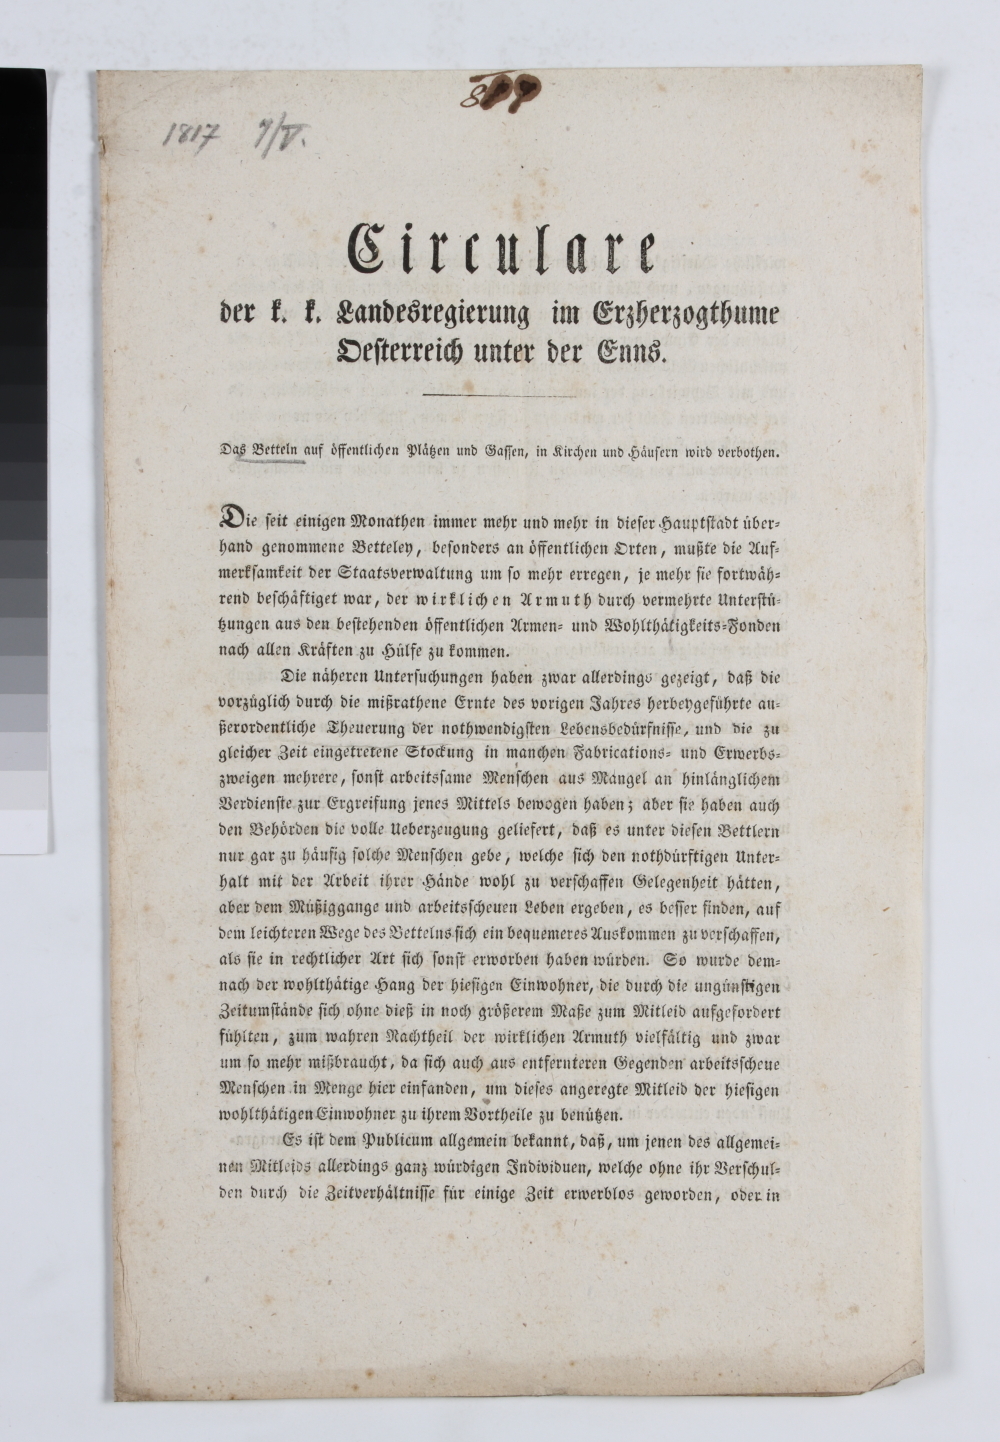 1817 9/V.
Circulare
der k. k. Landesregierung im Erzherzogthume
Oesterreich unter der Enns.
Das Betteln auf öffentlichen Plätzen und Gassen, in Kirchen und Häusern wird verbothen.
Die seit einigen Monathen immer mehr und mehr in dieser Hauptstadt über-
hand genommene Betteley, besonders an öffentlichen Orten, mußte die Auf-
merksamkeit der Staatsverwaltung um so mehr erregen, je mehr sie fortwäh-
rend beschäftiget war, der wirklichen Armuth durch vermehrte Unterstü-
tzungen aus den bestehenden öffentlichen Armen- und Wohlthätigkeits-Fonden
nach allen Kräften zu Hülfe zu kommen.
Die näheren Untersuchungen haben zwar allerdings gezeigt, daß die
vorzüglich durch die mißrathene Ernte des vorigen Jahres herbeygeführte au-
ßerordentliche Theuerung der nothwendigsten Lebensbedürfnisse, und die zu
gleicher Zeit eingetretene Stockung in manchen Fabrications- und Erwerbs-
zweigen mehrere, sonst arbeitssame Menschen aus Mangel an hinlänglichem
Verdienste zur Ergreifung jenes Mittels bewogen haben; aber sie haben auch
den Behörden die volle Ueberzeugung geliefert, daß es unter diesen Bettlern
nur gar zu häufig solche Menschen gebe, welche sich den nothdürftigen Unter-
halt mit der Arbeit ihrer Hände wohl zu verschaffen Gelegenheit hätten,
aber dem Müßiggange und arbeitsscheuen Leben ergeben, es besser finden, auf
dem leichteren Wege des Bettelns sich ein bequemeres Auskommen zu verschaffen,
als sie in rechtlicher Art sich sonst erworben haben würden. So wurde dem-
nach der wohlthätige Hang der hiesigen Einwohner, die durch die ungünstigen
Zeitumstände sich ohne dieß in noch größerem Maße zum Mitleid aufgefordert
fühlten, zum wahren Nachtheil der wirklichen Armuth vielfältig und zwar
um so mehr mißbraucht, da sich auch aus entfernteren Gegenden arbeitsscheue
Menschen in Menge hier einfanden, um dieses angeregte Mitleid der hiesigen
wohlthätigen Einwohner zu ihrem Vortheile zu benützen.
Es ist dem Publicum allgemein bekannt, daß, um jenen des allgemei-
nen Mitleids allerdings ganz würdigen Individuen, welche ohne ihr Verschul-
den durch die Zeitverhältnisse für einige Zeit erwerblos geworden, oder in